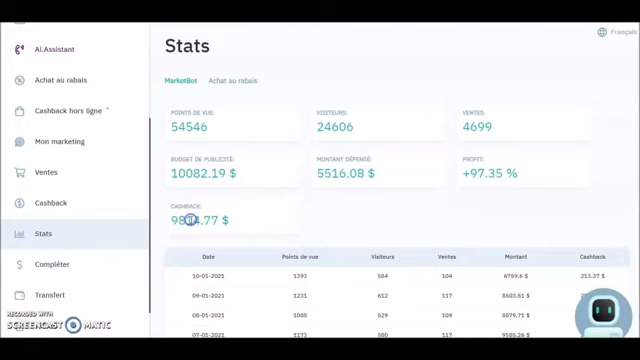 Français
Stats
Ai.Assistant
Achat au rabais
Cashback hors ligne
Mon marketing
Ventes
Cashback
Stats
Compléter
Transfert
MarketBot Achat au rabais
POINTS DE VUE: VISITEURS: VENTES:
54546 24606 4699
BUDGET DE PUBLICITÉ: MONTANT DÉPENSÉ: PROFIT:
10082.19 $ 5516.08 $ +97.35 %
CASHBACK:
.77 $
Date Points de vue Visiteurs Ventes Montant Cashback
10-01-2021 1393 584 104 6759.6 $ 213.37 $
09-01-2021 1231 612 117 8503.51 $
08-01-2021 1288 529 109 8879.71 $
07-01-2021 1173 580 117 9585.26 $
RECORDED WITH
SCREENCAST MATIC